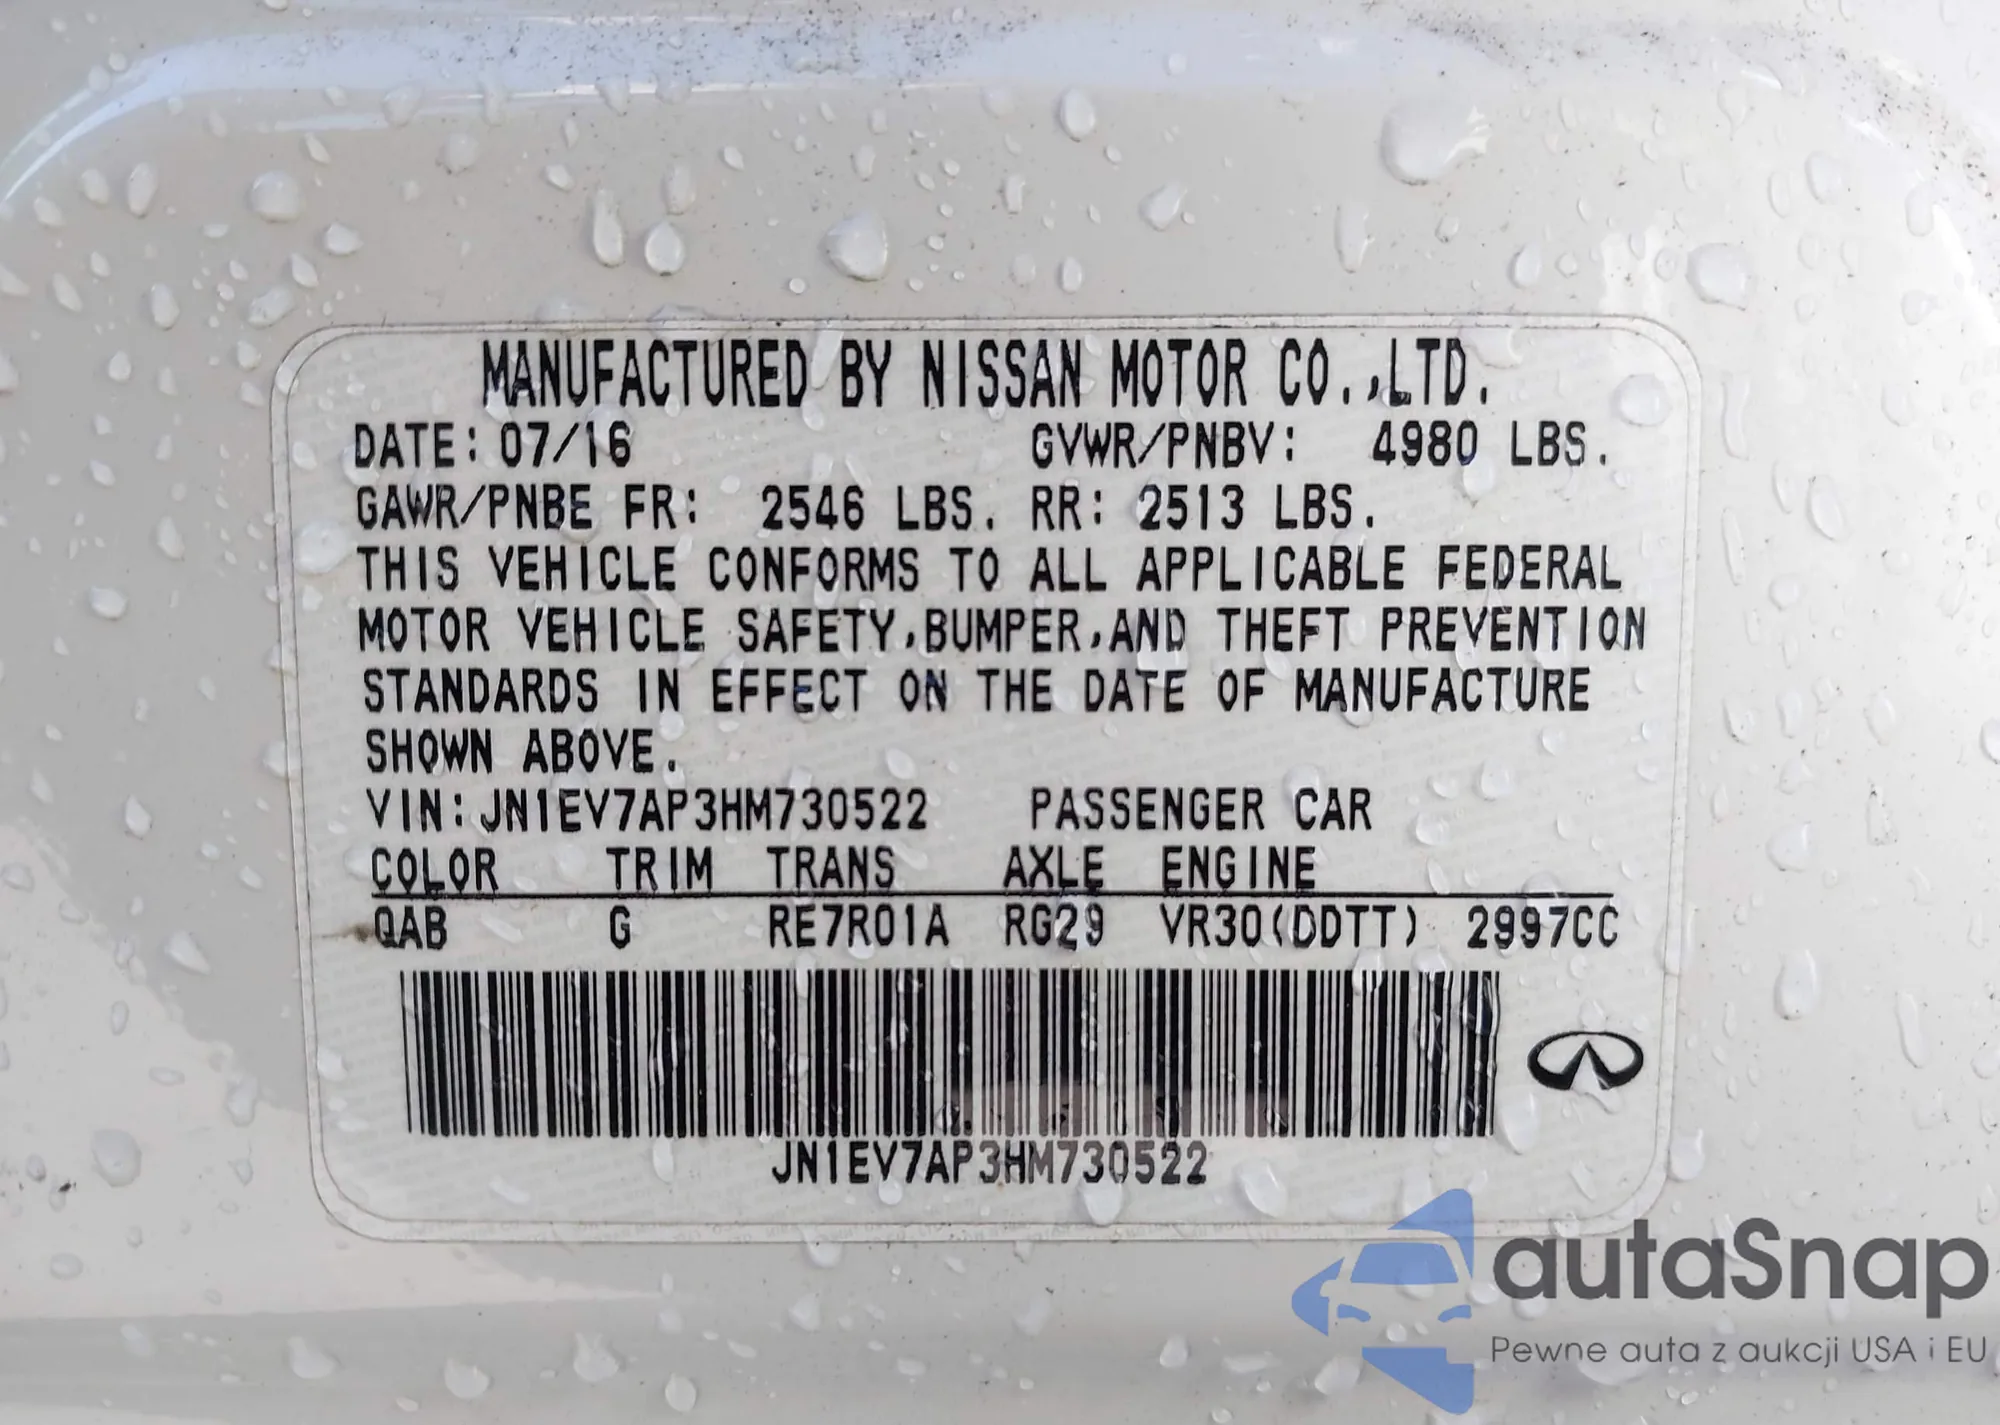 MANUFACTURED BY NISSAN MOTOR CO.,LTD.
DATE: 07/16 GVWR/PNBV: 4980 LBS.
GAWR/PNBE FR: 2546 LBS. RR: 2513 LBS.
THIS VEHICLE CONFORMS TO ALL APPLICABLE FEDERAL
MOTOR VEHICLE SAFETY,BUMPER,AND THEFT PREVENTION
STANDARDS IN EFFECT ON THE DATE OF MANUFACTURE
SHOWN ABOVE.
VIN:JN1EV7AP3HM730522 PASSENGER CAR
COLOR TRIM TRANS AXLE ENGINE
QAB G RE7R01A RG29 VR30(DDTT) 2997CC
JN1EV7AP3HM730522
autaSnap
Pewne auta z aukcji USA i EU